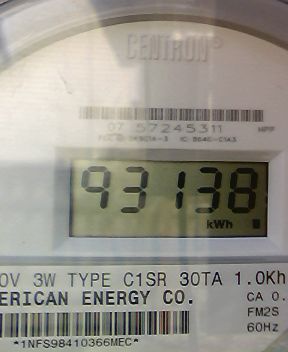 CENTRON®
07 57245311
93138
kWh
0V 3W TYPE C1SR 30TA 1.0Kh
ERICAN ENERGY CO.
CA 0.
FM2S
60Hz
*1NFS98410366MEC*